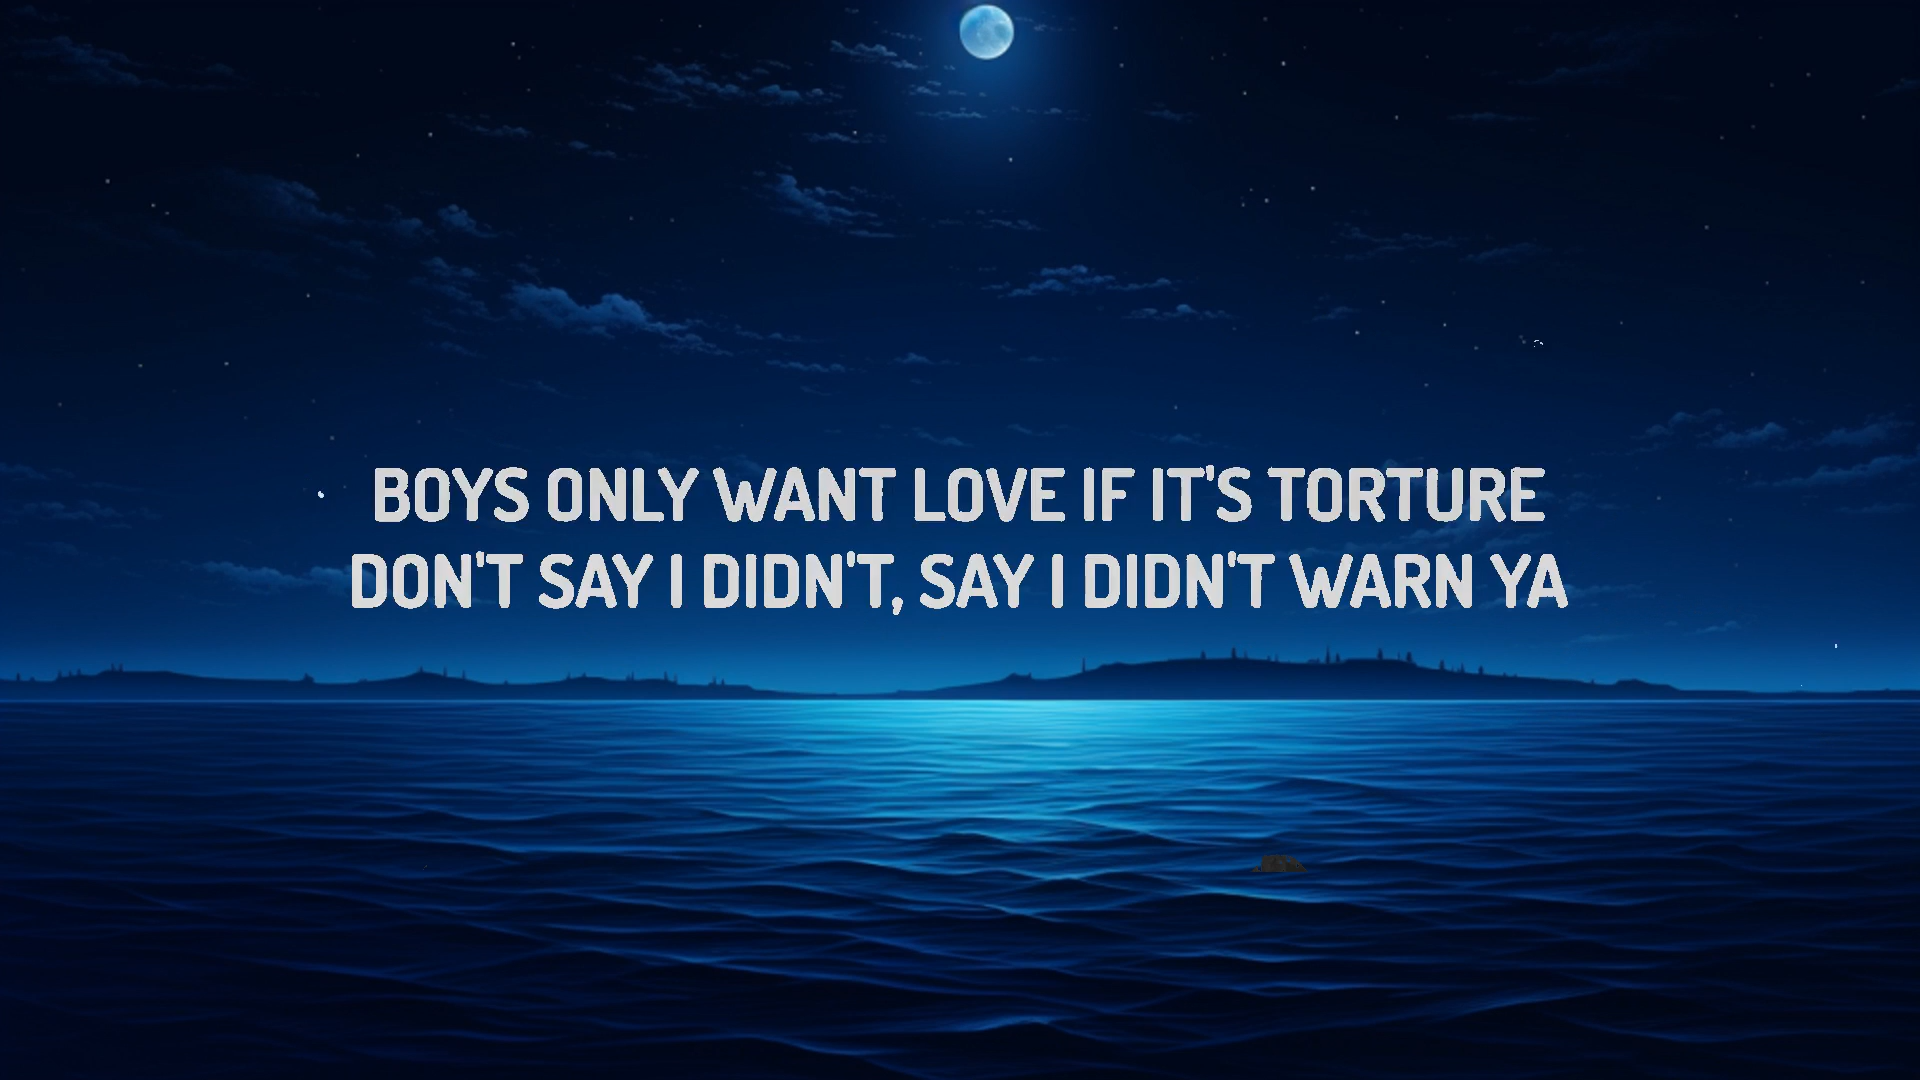 BOYS ONLY WANT LOVE IF IT'S TORTURE
DON'T SAY I DIDN'T, SAY I DIDN'T WARN YA